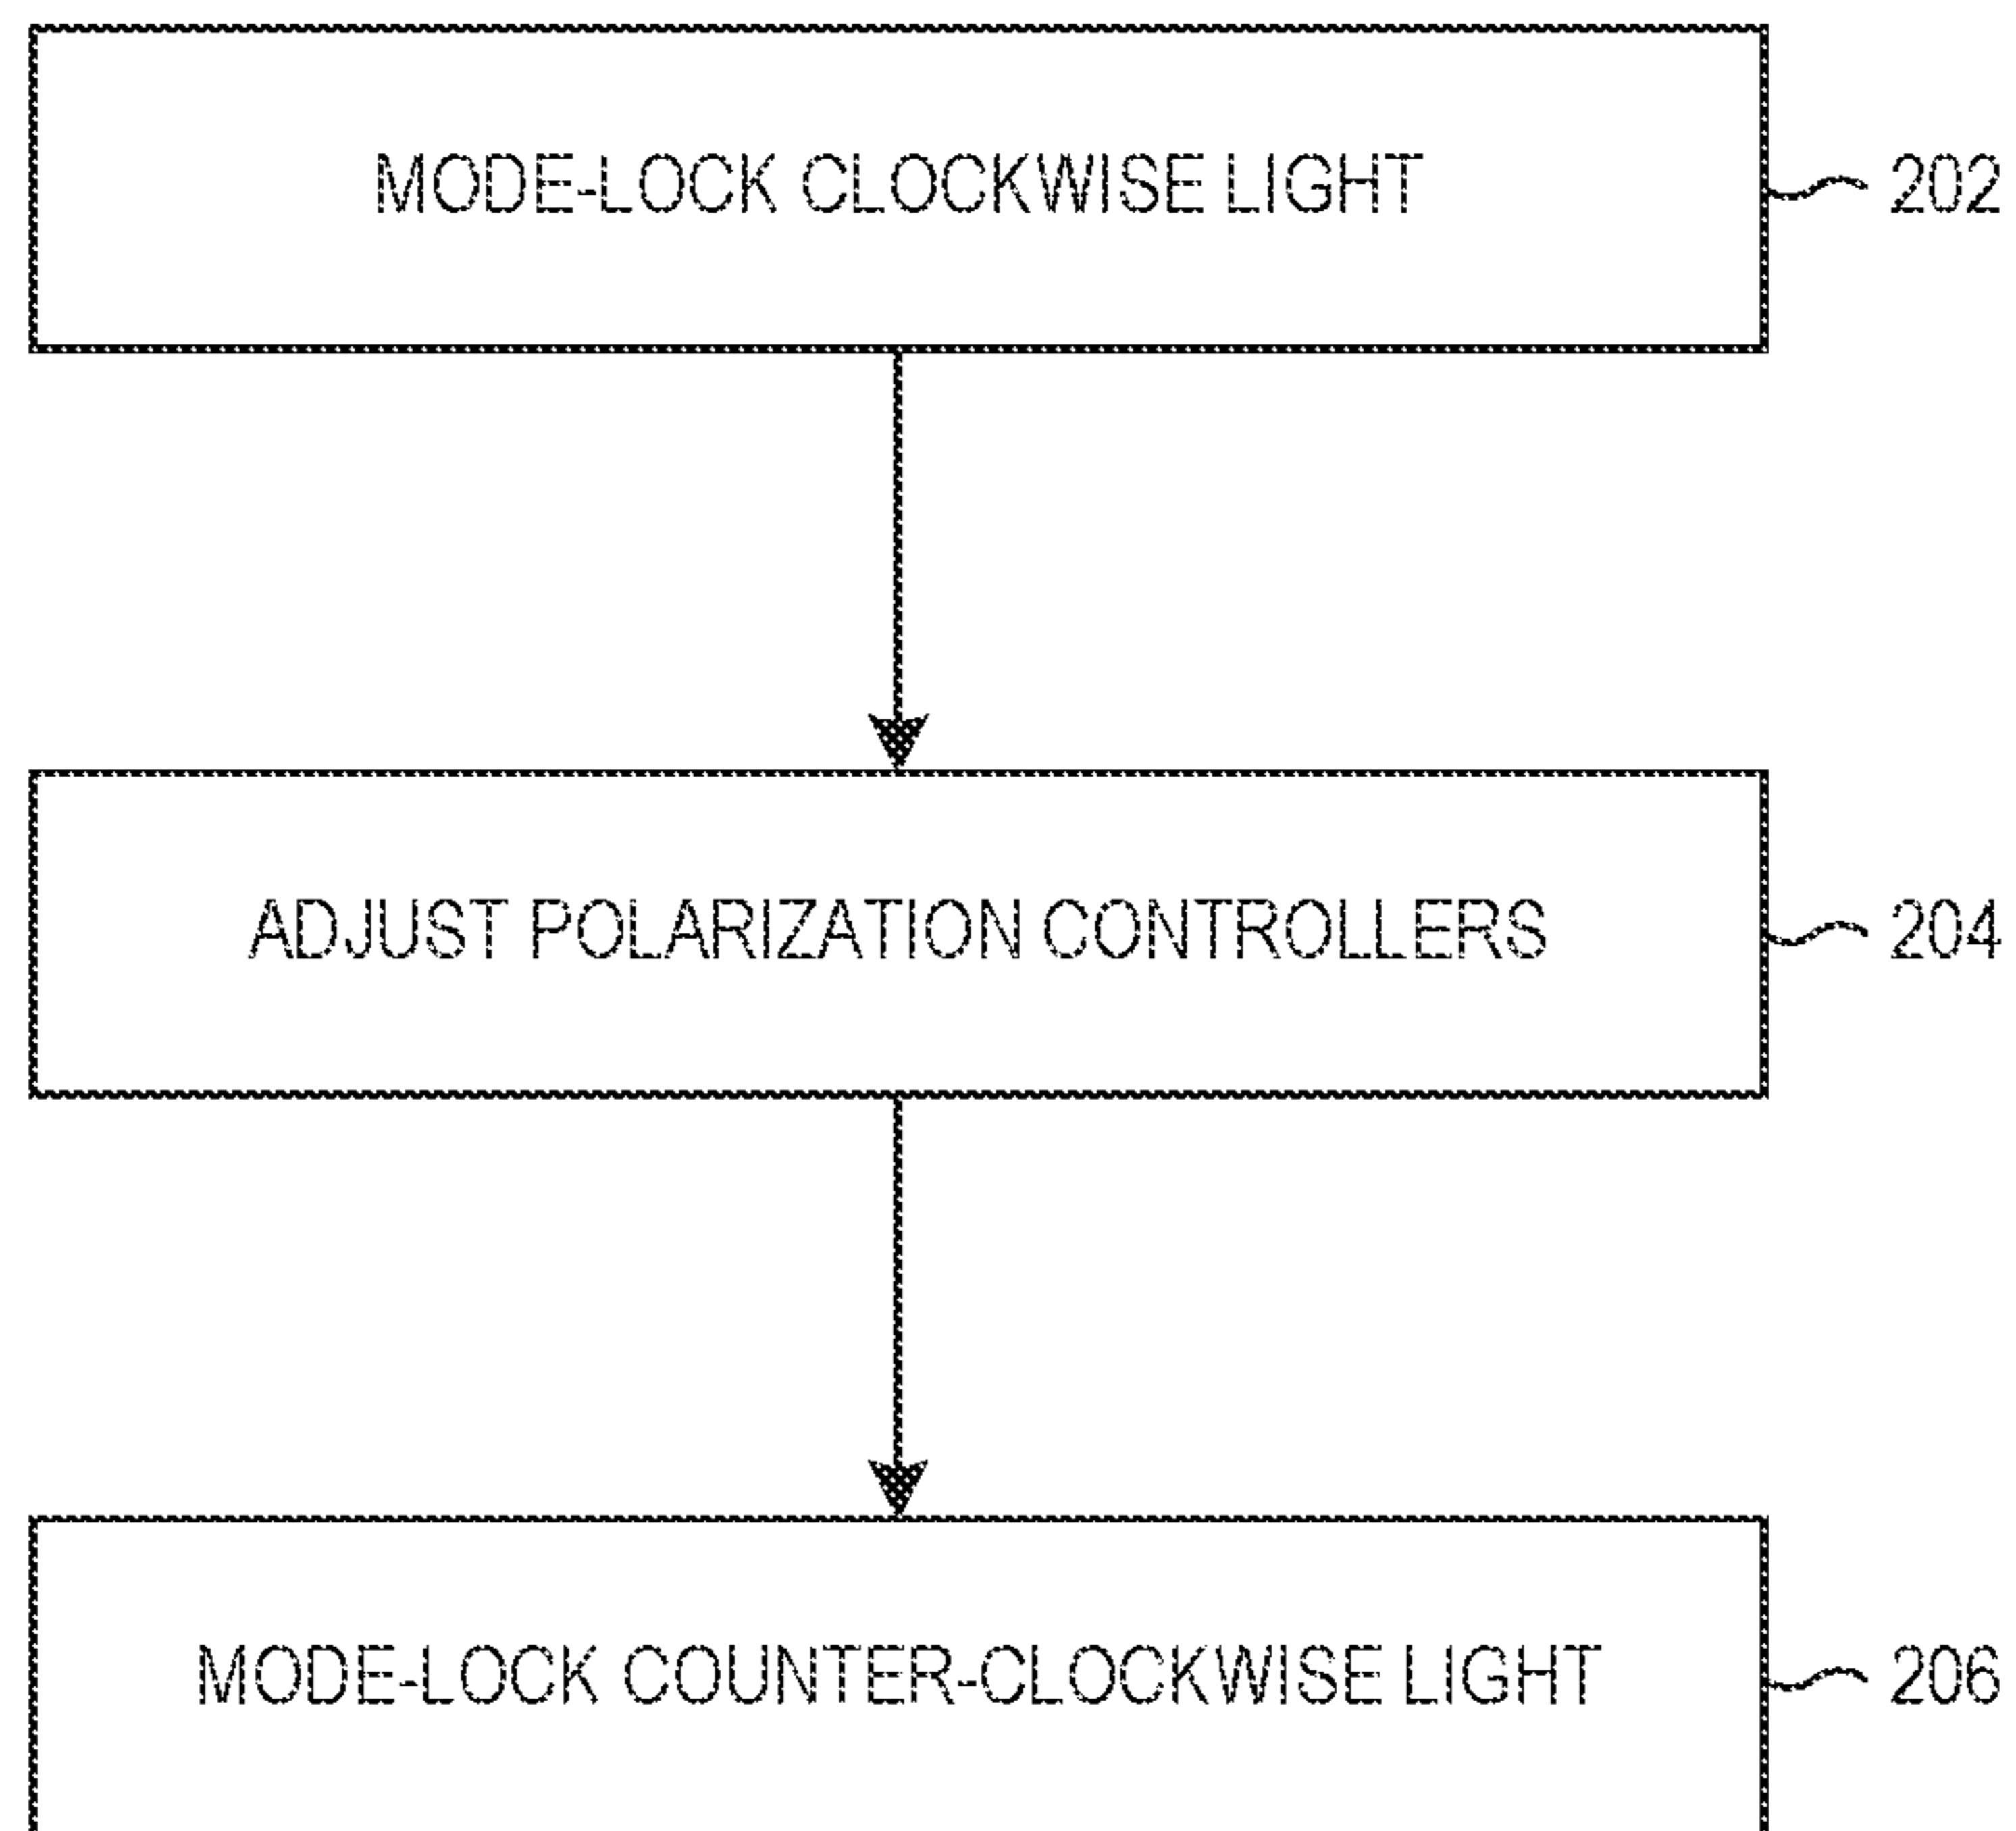 MODE-LOCK CLOCKWISE LIGHT
202
ADJUST POLARIZATION CONTROLLERS
204
MODE-LOCK COUNTER-CLOCKWISE LIGHT
206